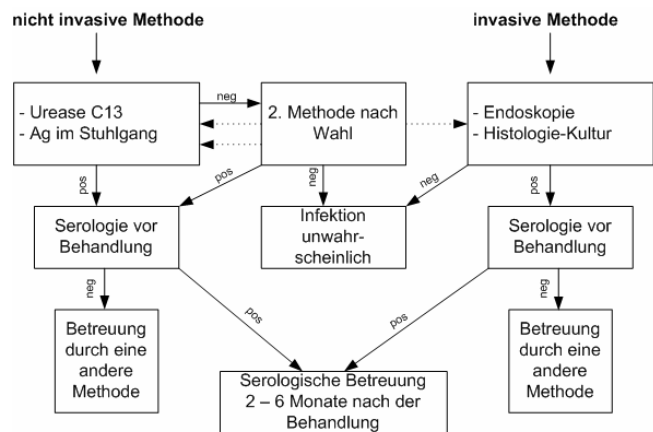 nicht invasive Methode
invasive Methode
- Urease C13
- Ag im Stuhlgang
neg
2. Methode nach
Wahl
- Endoskopie
- Histologie-Kultur
pos
pos
neg
neg
pos
Serologie vor
Behandlung
Infektion
unwahr-
scheinlich
Serologie vor
Behandlung
neg
pos
pos
neg
Betreuung
durch eine
andere
Methode
Serologische Betreuung
2 – 6 Monate nach der
Behandlung
Betreuung
durch eine
andere
Methode